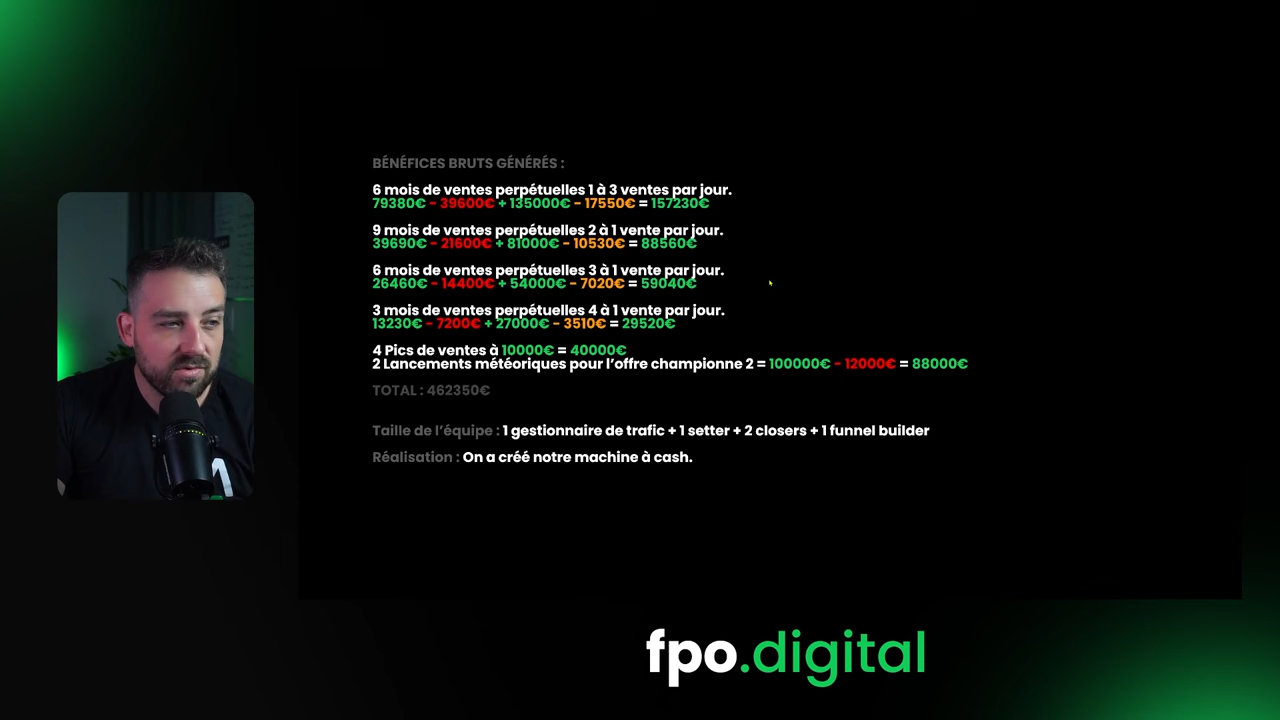 BÉNÉFICES BRUTS GÉNÉRÉS :
6 mois de ventes perpétuelles 1 à 3 ventes par jour.
79380€ - 39600€ + 135000€ - 17550€ = 157230€
9 mois de ventes perpétuelles 2 à 1 vente par jour.
39690€ - 21600€ + 81000€ - 10530€ = 88560€
6 mois de ventes perpétuelles 3 à 1 vente par jour.
26460€ - 14400€ + 54000€ - 7020€ = 59040€
3 mois de ventes perpétuelles 4 à 1 vente par jour.
13230€ - 7200€ + 27000€ - 3510€ = 29520€
4 Pics de ventes à 10000€ = 40000€
2 Lancements météoriques pour l’offre championne 2 = 100000€ - 12000€ = 88000€
TOTAL : 462350€
Taille de l’équipe : 1 gestionnaire de trafic + 1 setter + 2 closers + 1 funnel builder
Réalisation : On a créé notre machine à cash.
fpo.digital